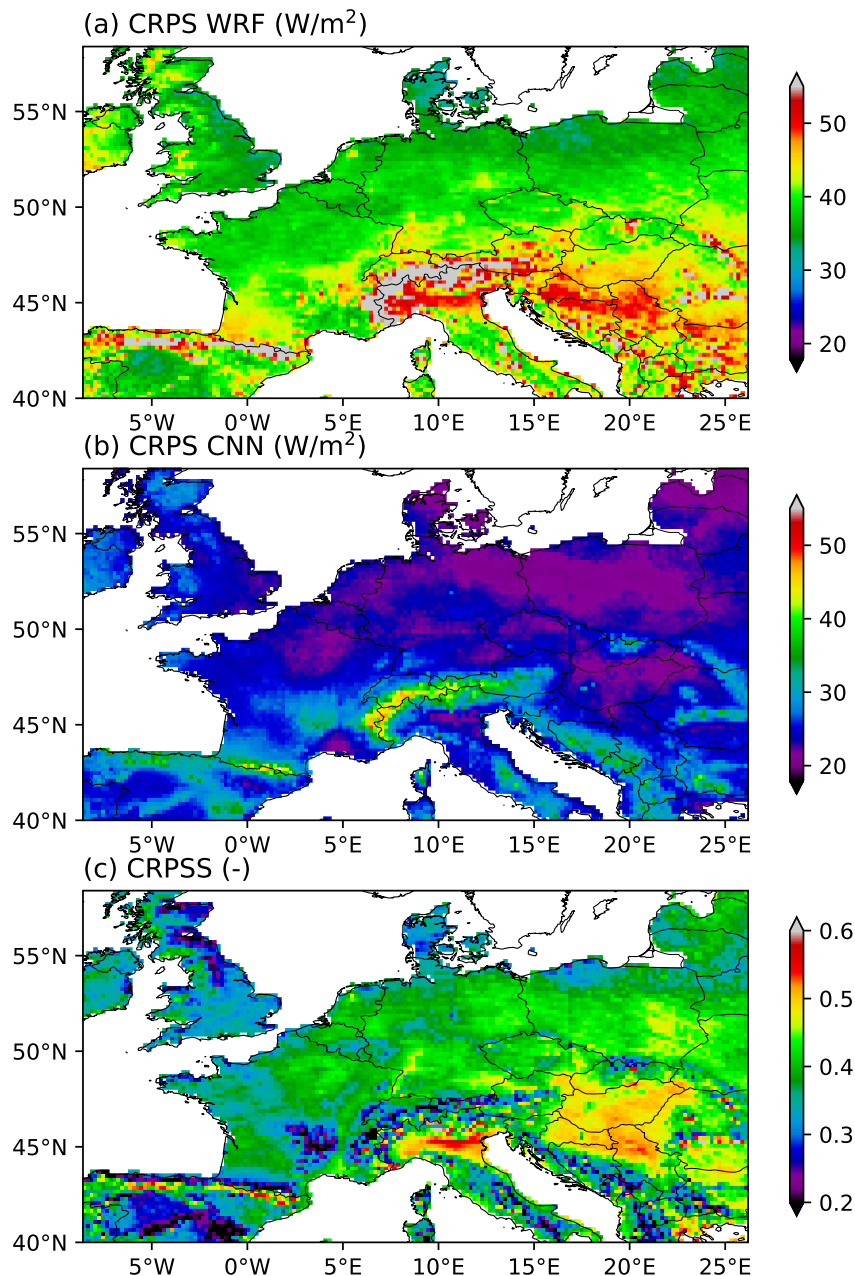 (a) CRPS WRF (W/m²)
55°N
50°N
45°N
40°N
5°W 0°W 5°E 10°E 15°E 20°E 25°E
50
40
30
20
(b) CRPS CNN (W/m²)
55°N
50°N
45°N
40°N
5°W 0°W 5°E 10°E 15°E 20°E 25°E
50
40
30
20
(c) CRPSS (-)
55°N
50°N
45°N
40°N
5°W 0°W 5°E 10°E 15°E 20°E 25°E
0.6
0.5
0.4
0.3
0.2